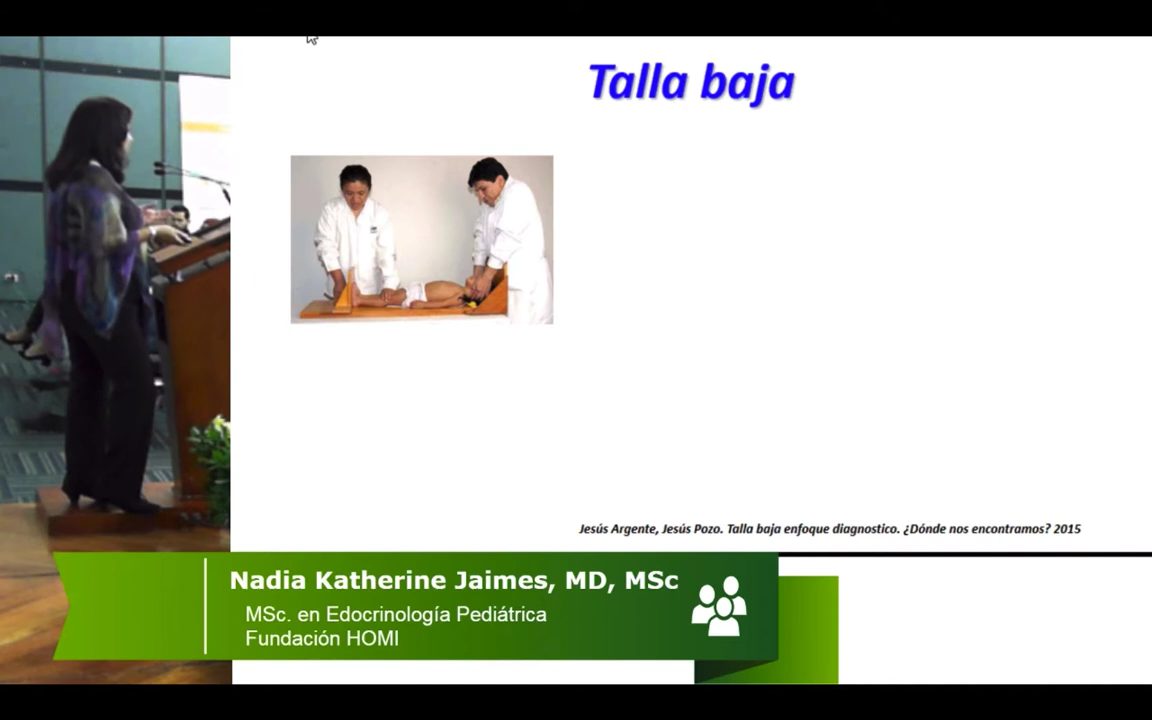 Talla baja
Jesús Argente, Jesús Pozo. Talla baja enfoque diagnostico. ¿Dónde nos encontramos? 2015
Nadia Katherine Jaimes, MD, MSc
MSc. en Edocrinología Pediátrica
Fundación HOMI